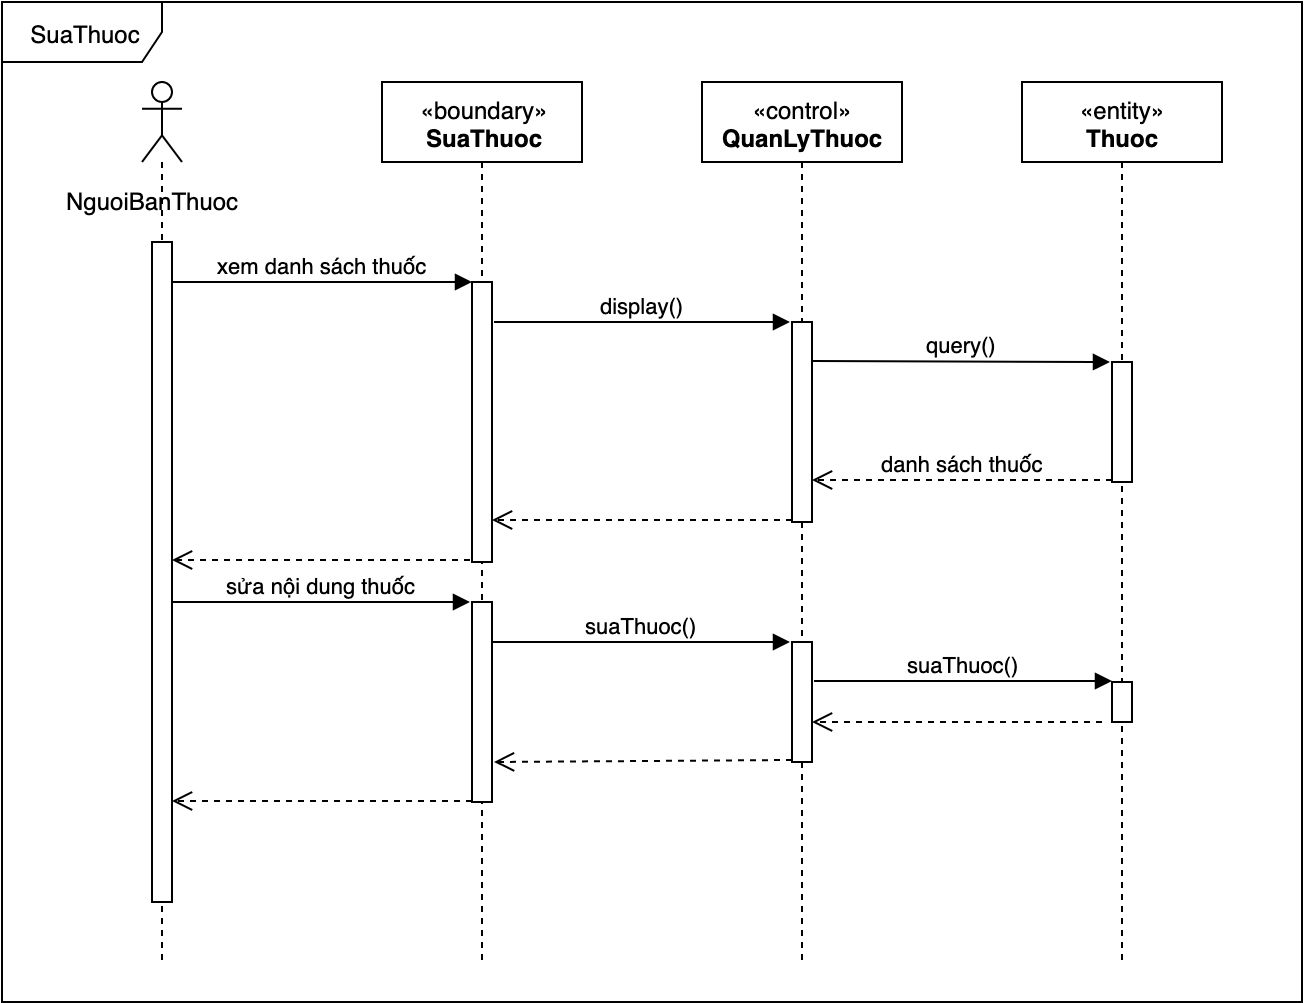 SuaThuoc
«boundary»
SuaThuoc
«control»
QuanLyThuoc
«entity»
Thuoc
NguoiBanThuoc
xem danh sách thuốc
display()
query()
danh sách thuốc
sửa nội dung thuốc
suaThuoc()
suaThuoc()